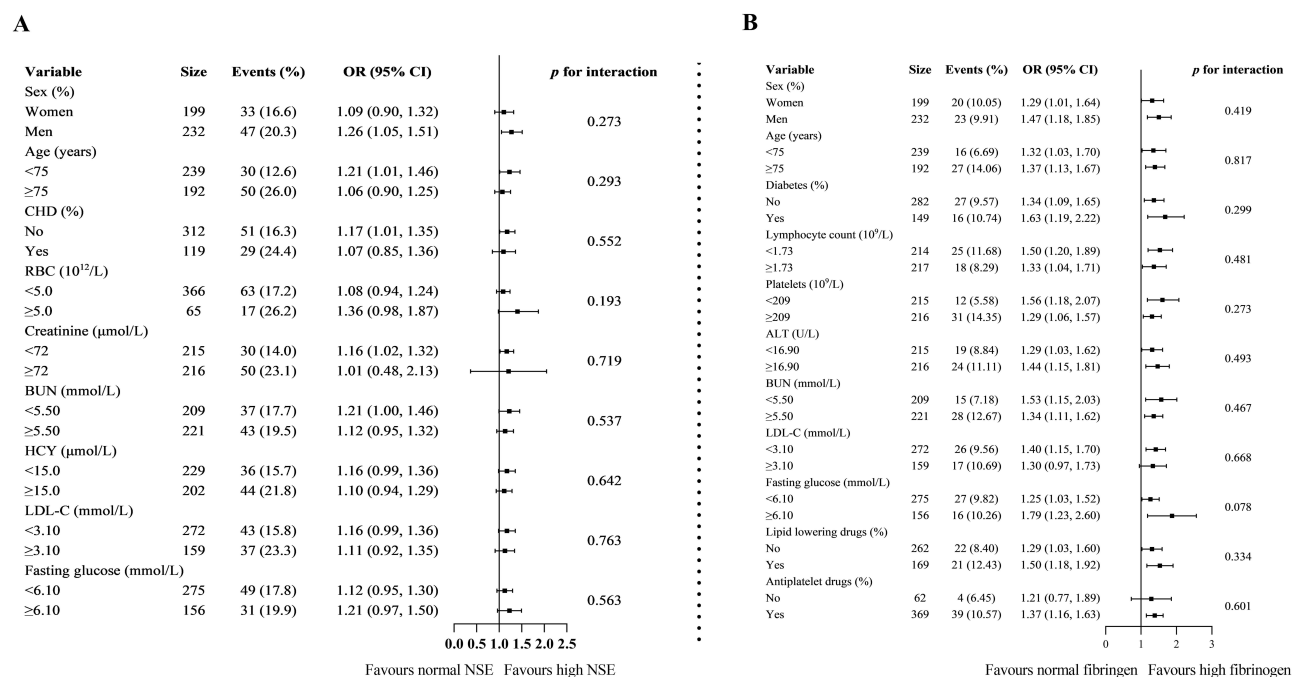 A
Variable Size Events (%) OR (95% CI) p for interaction
Sex (%)
Women 199 33 (16.6) 1.09 (0.90, 1.32)
0.273
Men 232 47 (20.3) 1.26 (1.05, 1.51)
Age (years)
<75 239 30 (12.6) 1.21 (1.01, 1.46)
0.293
≥75 192 50 (26.0) 1.06 (0.90, 1.25)
CHD (%)
No 312 51 (16.3) 1.17 (1.01, 1.35)
0.552
Yes 119 29 (24.4) 1.07 (0.85, 1.36)
RBC (10¹²/L)
<5.0 366 63 (17.2) 1.08 (0.94, 1.24)
0.193
≥5.0 65 17 (26.2) 1.36 (0.98, 1.87)
Creatinine (μmol/L)
<72 215 30 (14.0) 1.16 (1.02, 1.32)
0.719
≥72 216 50 (23.1) 1.01 (0.48, 2.13)
BUN (mmol/L)
<5.50 209 37 (17.7) 1.21 (1.00, 1.46)
0.537
≥5.50 221 43 (19.5) 1.12 (0.95, 1.32)
HCY (μmol/L)
<15.0 229 36 (15.7) 1.16 (0.99, 1.36)
0.642
≥15.0 202 44 (21.8) 1.10 (0.94, 1.29)
LDL-C (mmol/L)
<3.10 272 43 (15.8) 1.16 (0.99, 1.36)
0.763
≥3.10 159 37 (23.3) 1.11 (0.92, 1.35)
Fasting glucose (mmol/L)
<6.10 275 49 (17.8) 1.12 (0.95, 1.30)
0.563
≥6.10 156 31 (19.9) 1.21 (0.97, 1.50)
0.0 0.5 1.0 1.5 2.0 2.5
Favours normal NSE Favours high NSE
B
Variable Size Events (%) OR (95% CI) p for interaction
Sex (%)
Women 199 20 (10.05) 1.29 (1.01, 1.64)
0.419
Men 232 23 (9.91) 1.47 (1.18, 1.85)
Age (years)
<75 239 16 (6.69) 1.32 (1.03, 1.70)
0.817
≥75 192 27 (14.06) 1.37 (1.13, 1.67)
Diabetes (%)
No 282 27 (9.57) 1.34 (1.09, 1.65)
0.299
Yes 149 16 (10.74) 1.63 (1.19, 2.22)
Lymphocyte count (10⁹/L)
<1.73 214 25 (11.68) 1.50 (1.20, 1.89)
0.481
≥1.73 217 18 (8.29) 1.33 (1.04, 1.71)
Platelets (10⁹/L)
<209 215 12 (5.58) 1.56 (1.18, 2.07)
0.273
≥209 216 31 (14.35) 1.29 (1.06, 1.57)
ALT (U/L)
<16.90 215 19 (8.84) 1.29 (1.03, 1.62)
0.493
≥16.90 216 24 (11.11) 1.44 (1.15, 1.81)
BUN (mmol/L)
<5.50 209 15 (7.18) 1.53 (1.15, 2.03)
0.467
≥5.50 221 28 (12.67) 1.34 (1.11, 1.62)
LDL-C (mmol/L)
<3.10 272 26 (9.56) 1.40 (1.15, 1.70)
0.668
≥3.10 159 17 (10.69) 1.30 (0.97, 1.73)
Fasting glucose (mmol/L)
<6.10 275 27 (9.82) 1.25 (1.03, 1.52)
0.078
≥6.10 156 16 (10.26) 1.79 (1.23, 2.60)
Lipid lowering drugs (%)
No 262 22 (8.40) 1.29 (1.03, 1.60)
0.334
Yes 169 21 (12.43) 1.50 (1.18, 1.92)
Antiplatelet drugs (%)
No 62 4 (6.45) 1.21 (0.77, 1.89)
0.601
Yes 369 39 (10.57) 1.37 (1.16, 1.63)
0 1 2 3
Favours normal fibringen Favours high fibrinogen